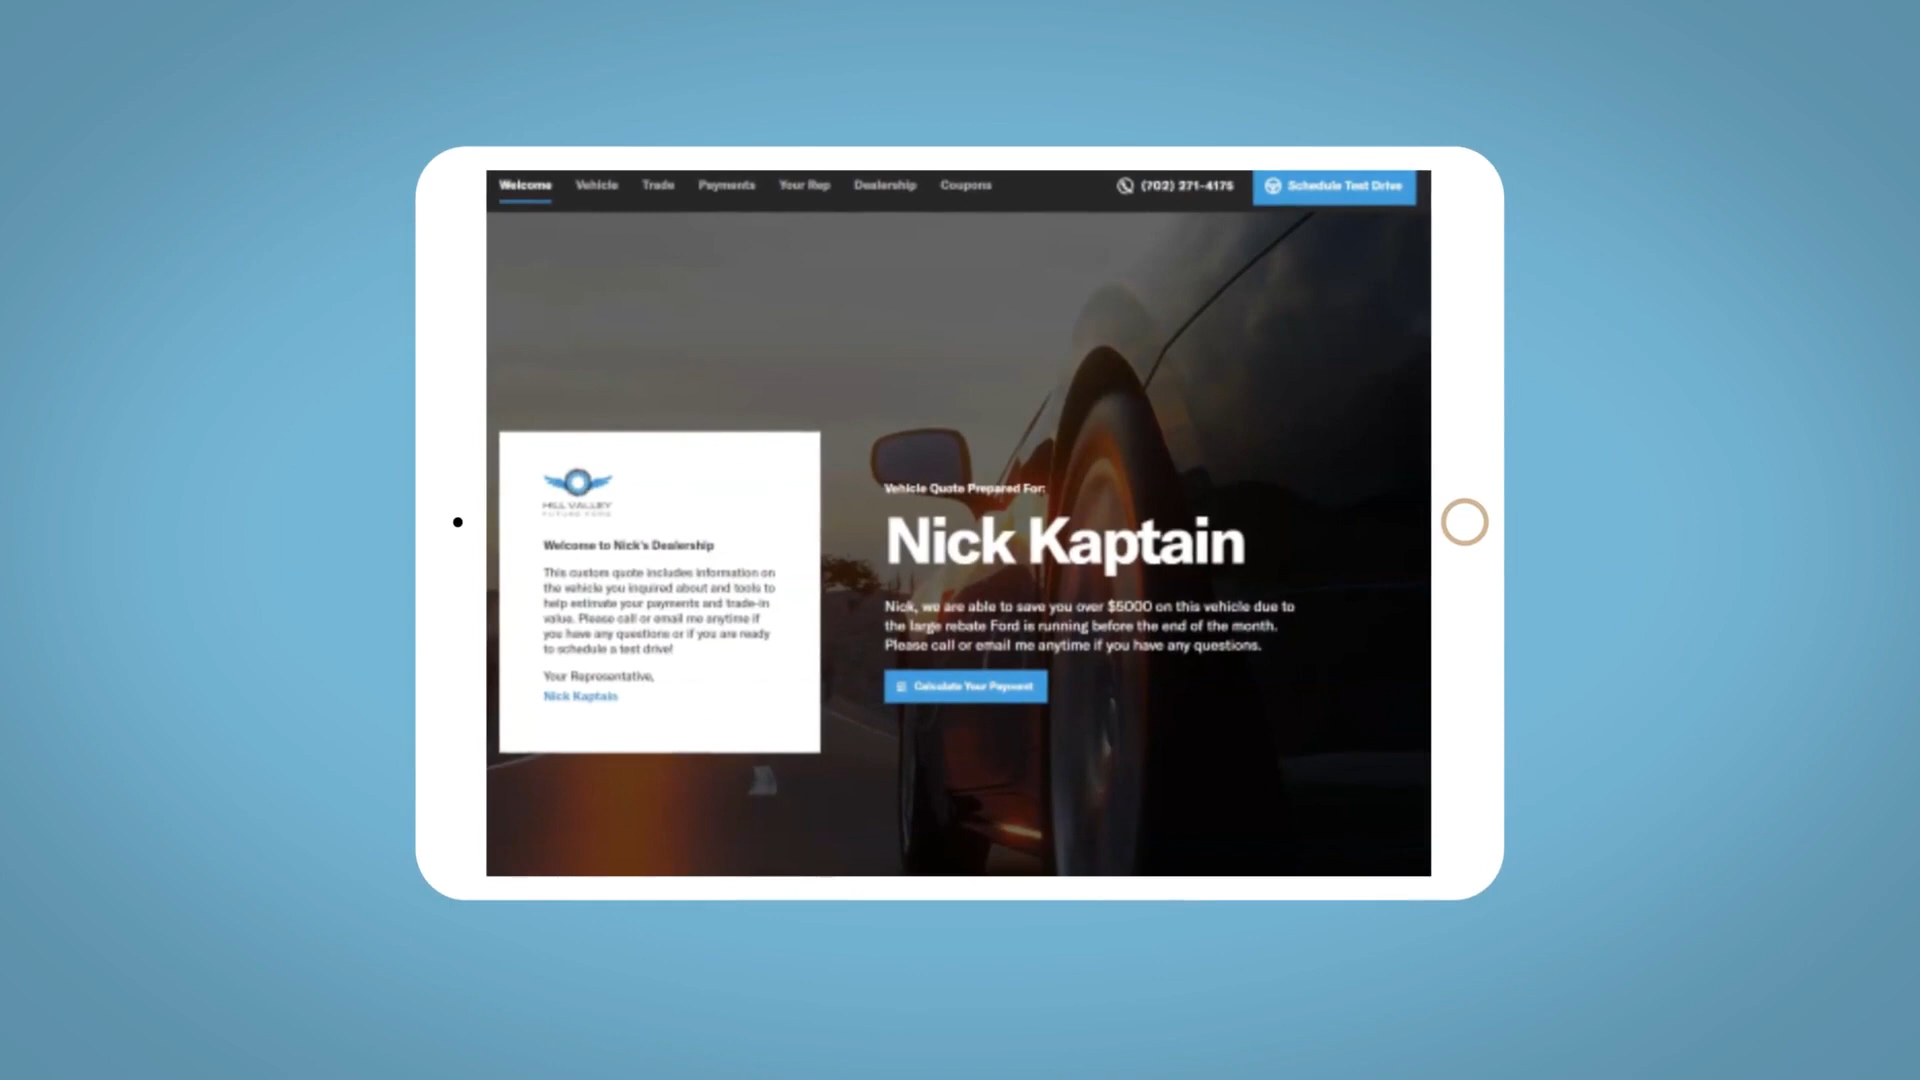 Welcome Vehicle Trade Payments Your Rep Dealership Coupons (702) 271-4175 Schedule Test Drive
HILL VALLEY
FUTURE FORD
Welcome to Nick's Dealership
This custom quote includes information on
the vehicle you inquired about and tools to
help estimate your payments and trade-in
value. Please call or email me anytime if
you have any questions or if you are ready
to schedule a test drive!
Your Representative,
Nick Kaptain
Vehicle Quote Prepared For:
Nick Kaptain
Nick, we are able to save you over $5000 on this vehicle due to
the large rebate Ford is running before the end of the month.
Please call or email me anytime if you have any questions.
Calculate Your Payment